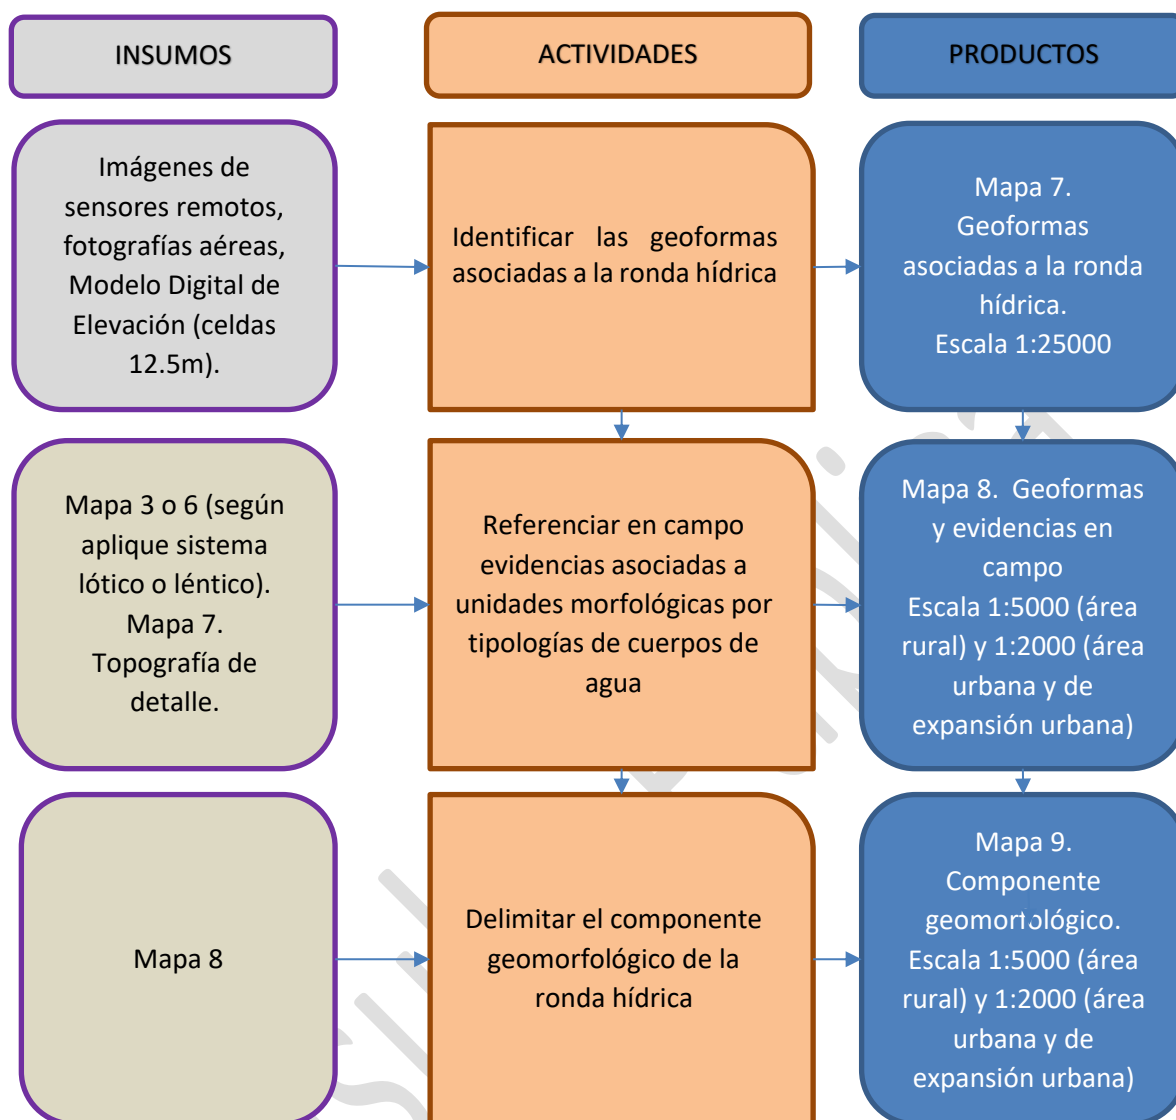 INSUMOS
ACTIVIDADES
PRODUCTOS
Imágenes de
sensores remotos,
fotografías aéreas,
Modelo Digital de
Elevación (celdas
12.5m).
Identificar las geoformas
asociadas a la ronda hídrica
Mapa 7.
Geoformas
asociadas a la ronda
hídrica.
Escala 1:25000
Mapa 3 o 6 (según
aplique sistema
lótico o léntico).
Mapa 7.
Topografía de
detalle.
Referenciar en campo
evidencias asociadas a
unidades morfológicas por
tipologías de cuerpos de
agua
Mapa 8. Geoformas
y evidencias en
campo
Escala 1:5000 (área
rural) y 1:2000 (área
urbana y de
expansión urbana)
Mapa 8
Delimitar el componente
geomorfológico de la
ronda hídrica
Mapa 9.
Componente
geomorfológico.
Escala 1:5000 (área
rural) y 1:2000 (área
urbana y de
expansión urbana)